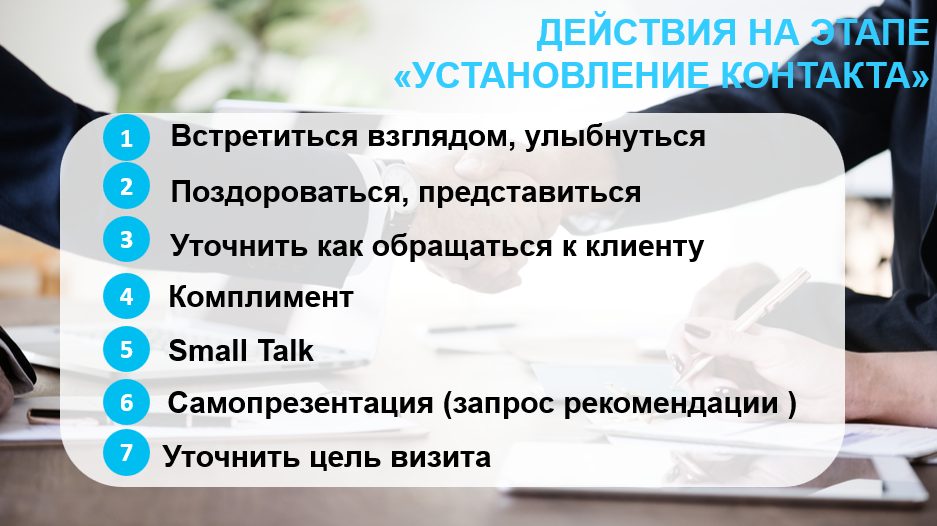 ДЕЙСТВИЯ НА ЭТАПЕ
«УСТАНОВЛЕНИЕ КОНТАКТА»
1 Встретиться взглядом, улыбнуться
2 Поздороваться, представиться
3 Уточнить как обращаться к клиенту
4 Комплимент
5 Small Talk
6 Самопрезентация (запрос рекомендации )
7 Уточнить цель визита